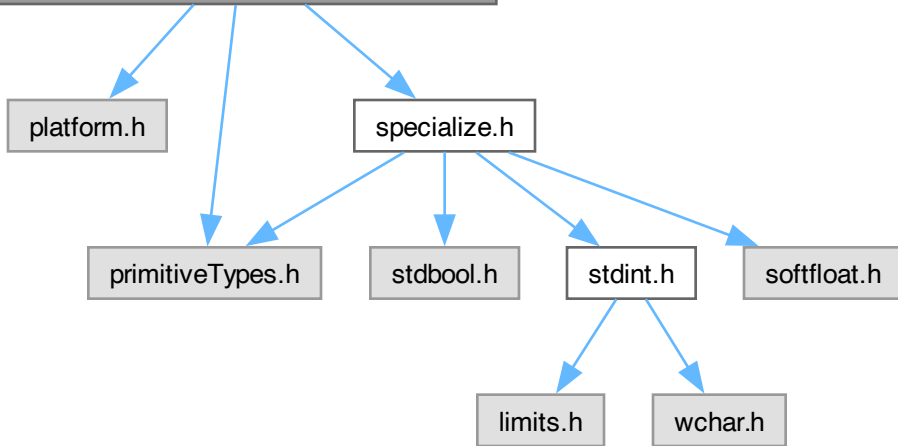 platform.h
specialize.h
primitiveTypes.h
stdbool.h
stdint.h
softfloat.h
limits.h
wchar.h